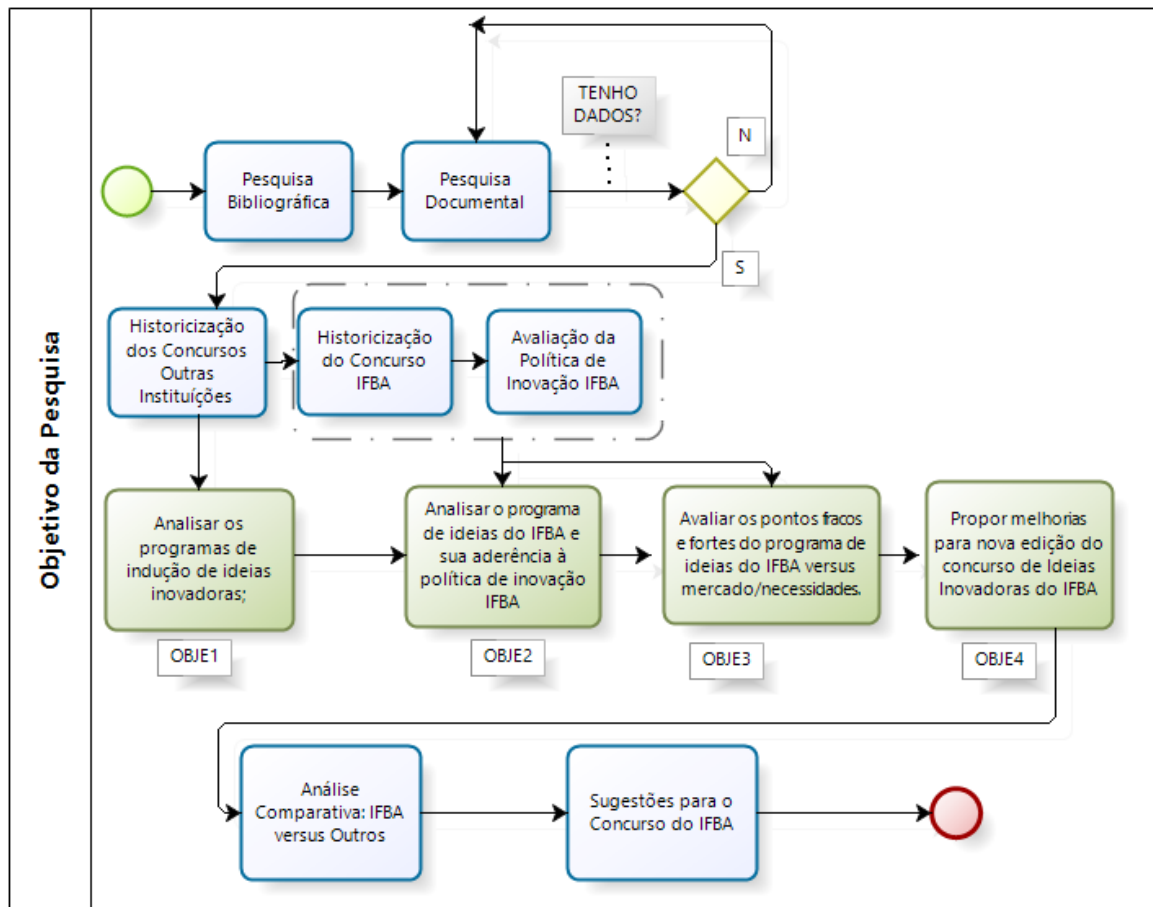 Objetivo da Pesquisa
TENHO
DADOS?
N
Pesquisa
Bibliográfica
Pesquisa
Documental
S
Historicização
dos Concursos
Outras
Instituíções
Historicização
do Concurso
IFBA
Avaliação da
Política de
Inovação IFBA
Analisar os
programas de
indução de ideias
inovadoras;
Analisar o programa
de ideias do IFBA e
sua aderência à
política de inovação
IFBA
Avaliar os pontos fracos
e fortes do programa de
ideias do IFBA versus
mercado/necessidades.
Propor melhorias
para nova edição do
concurso de Ideias
Inovadoras do IFBA
OBJE1
OBJE2
OBJE3
OBJE4
Análise
Comparativa: IFBA
versus Outros
Sugestões para o
Concurso do IFBA